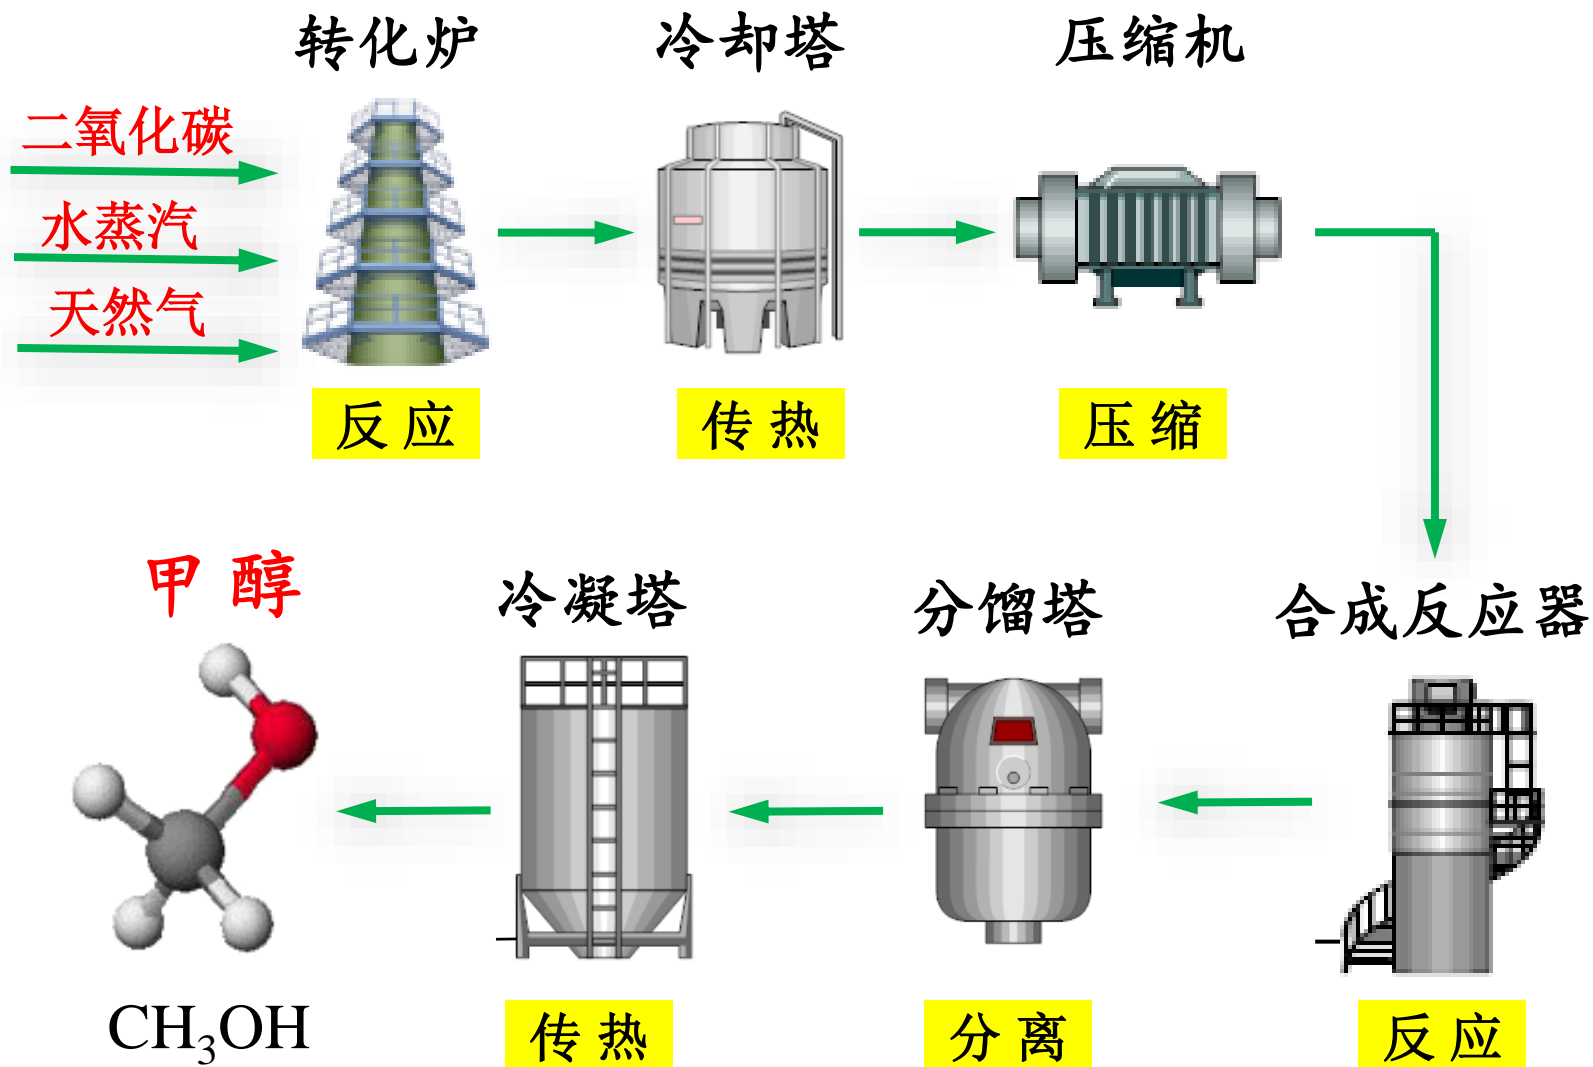 转化炉
冷却塔
压缩机
二氧化碳
水蒸汽
天然气
反应
传热
压缩
甲醇
冷凝塔
分馏塔
合成反应器
CH₃OH
传热
分离
反应